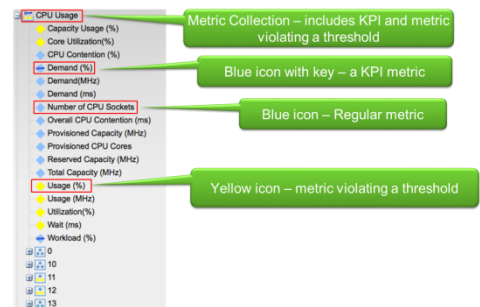 CPU Usage
Capacity Usage (%)
Core Utilization(%)
CPU Contention (%)
Demand (%)
Demand(MHz)
Demand (ms)
Number of CPU Sockets
Overall CPU Contention (ms)
Provisioned Capacity (MHz)
Provisioned CPU Cores
Reserved Capacity (MHz)
Total Capacity (MHz)
Usage (%)
Usage (MHz)
Utilization(%)
Wait (ms)
Workload (%)
0
10
11
12
13
Metric Collection – includes KPI and metric
violating a threshold
Blue icon with key – a KPI metric
Blue icon – Regular metric
Yellow icon – metric violating a threshold